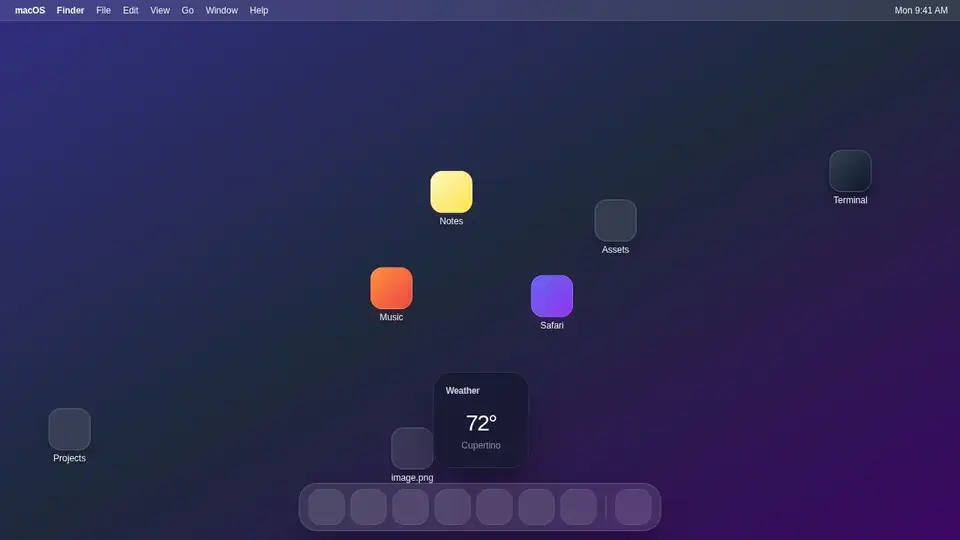 macOS Finder File Edit View Go Window Help Mon 9:41 AM
Notes
Terminal
Assets
Music
Safari
Weather
72°
Cupertino
Projects
image.png